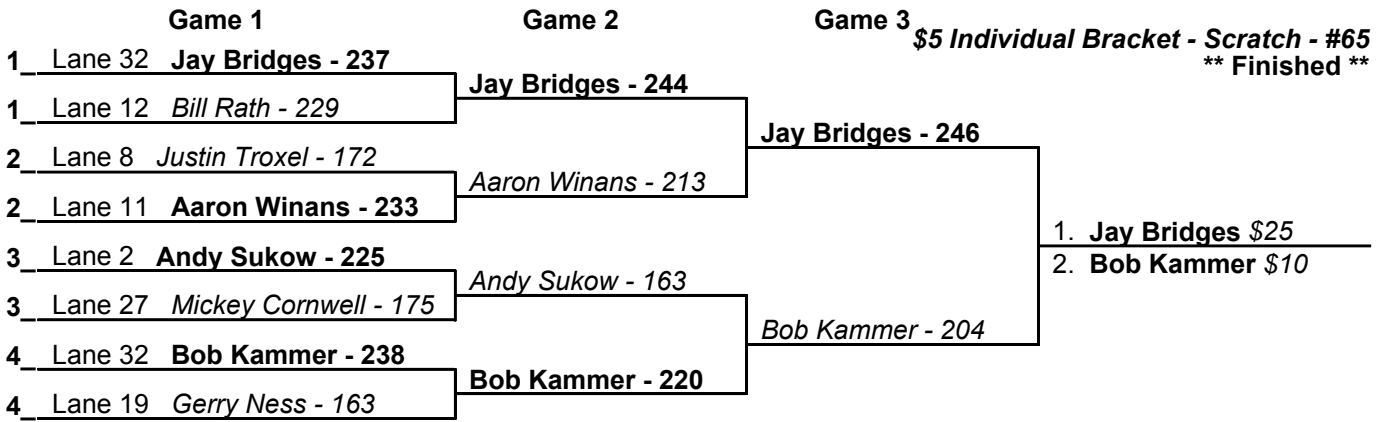 Game 1 Game 2 Game 3
$5 Individual Bracket - Scratch - #65
** Finished **
1_ Lane 32 Jay Bridges - 237
Jay Bridges - 244
1_ Lane 12 Bill Rath - 229
Jay Bridges - 246
2_ Lane 8 Justin Troxel - 172
Aaron Winans - 213
2_ Lane 11 Aaron Winans - 233
1. Jay Bridges $25
3_ Lane 2 Andy Sukow - 225
2. Bob Kammer $10
Andy Sukow - 163
3_ Lane 27 Mickey Cornwell - 175
Bob Kammer - 204
4_ Lane 32 Bob Kammer - 238
Bob Kammer - 220
4_ Lane 19 Gerry Ness - 163